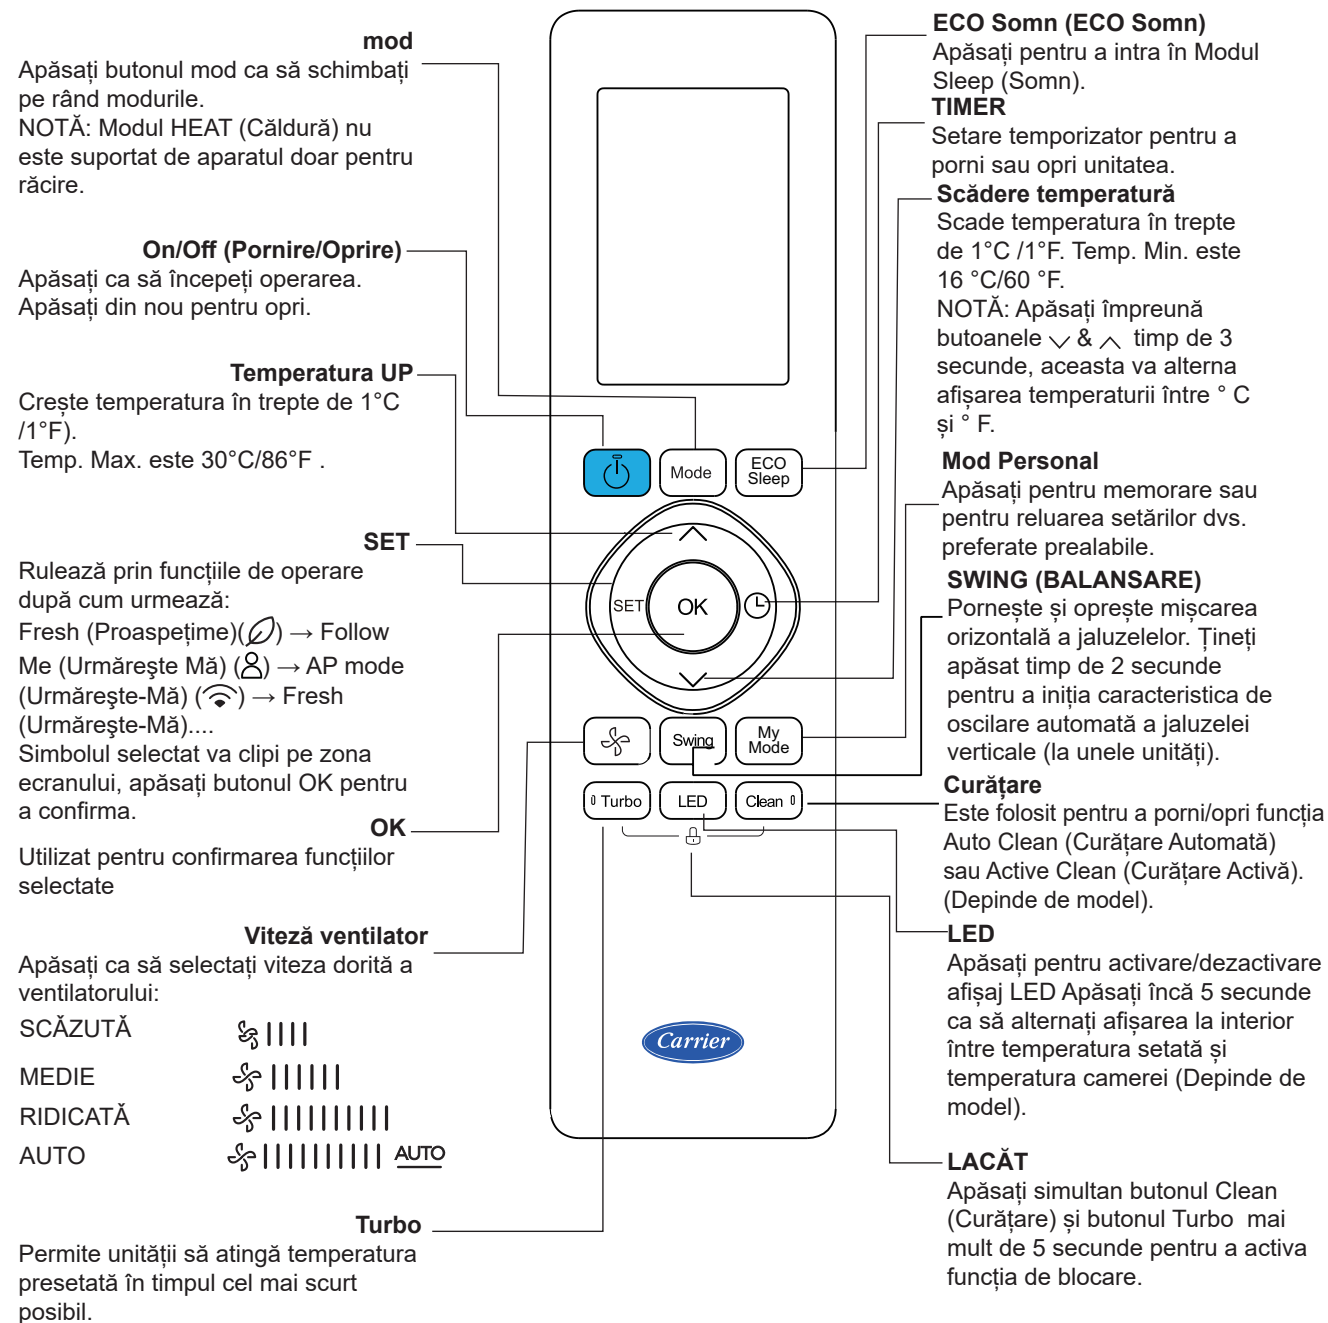 mod
Apăsați butonul mod ca să schimbați
pe rând modurile.
NOTĂ: Modul HEAT (Căldură) nu
este suportat de aparatul doar pentru
răcire.
On/Off (Pornire/Oprire)
Apăsați ca să începeți operarea.
Apăsați din nou pentru opri.
Temperatura UP
Crește temperatura în trepte de 1°C
/1°F).
Temp. Max. este 30°C/86°F .
SET
Rulează prin funcțiile de operare
după cum urmează:
Fresh (Proaspețime)( ) → Follow
Me (Urmăreşte Mă) ( ) → AP mode
(Urmăreşte-Mă) ( ) → Fresh
(Urmăreşte-Mă)....
Simbolul selectat va clipi pe zona
ecranului, apăsați butonul OK pentru
a confirma.
OK
Utilizat pentru confirmarea funcțiilor
selectate
Viteză ventilator
Apăsați ca să selectați viteza dorită a
ventilatorului:
SCĂZUTĂ
MEDIE
RIDICATĂ
AUTO AUTO
Turbo
Permite unității să atingă temperatura
presetată în timpul cel mai scurt
posibil.
Mode
ECO
Sleep
SET
OK
Swing
My
Mode
Turbo
LED
Clean
Carrier
ECO Somn (ECO Somn)
Apăsați pentru a intra în Modul
Sleep (Somn).
TIMER
Setare temporizator pentru a
porni sau opri unitatea.
Scădere temperatură
Scade temperatura în trepte
de 1°C /1°F. Temp. Min. este
16 °C/60 °F.
NOTĂ: Apăsați împreună
butoanele ﹀ & ︿ timp de 3
secunde, aceasta va alterna
afișarea temperaturii între ° C
și ° F.
Mod Personal
Apăsați pentru memorare sau
pentru reluarea setărilor dvs.
preferate prealabile.
SWING (BALANSARE)
Pornește și oprește mișcarea
orizontală a jaluzelelor. Țineți
apăsat timp de 2 secunde
pentru a iniția caracteristica de
oscilare automată a jaluzelei
verticale (la unele unități).
Curățare
Este folosit pentru a porni/opri funcția
Auto Clean (Curățare Automată)
sau Active Clean (Curățare Activă).
(Depinde de model).
LED
Apăsați pentru activare/dezactivare
afișaj LED Apăsați încă 5 secunde
ca să alternați afișarea la interior
între temperatura setată și
temperatura camerei (Depinde de
model).
LACĂT
Apăsați simultan butonul Clean
(Curățare) și butonul Turbo mai
mult de 5 secunde pentru a activa
funcția de blocare.